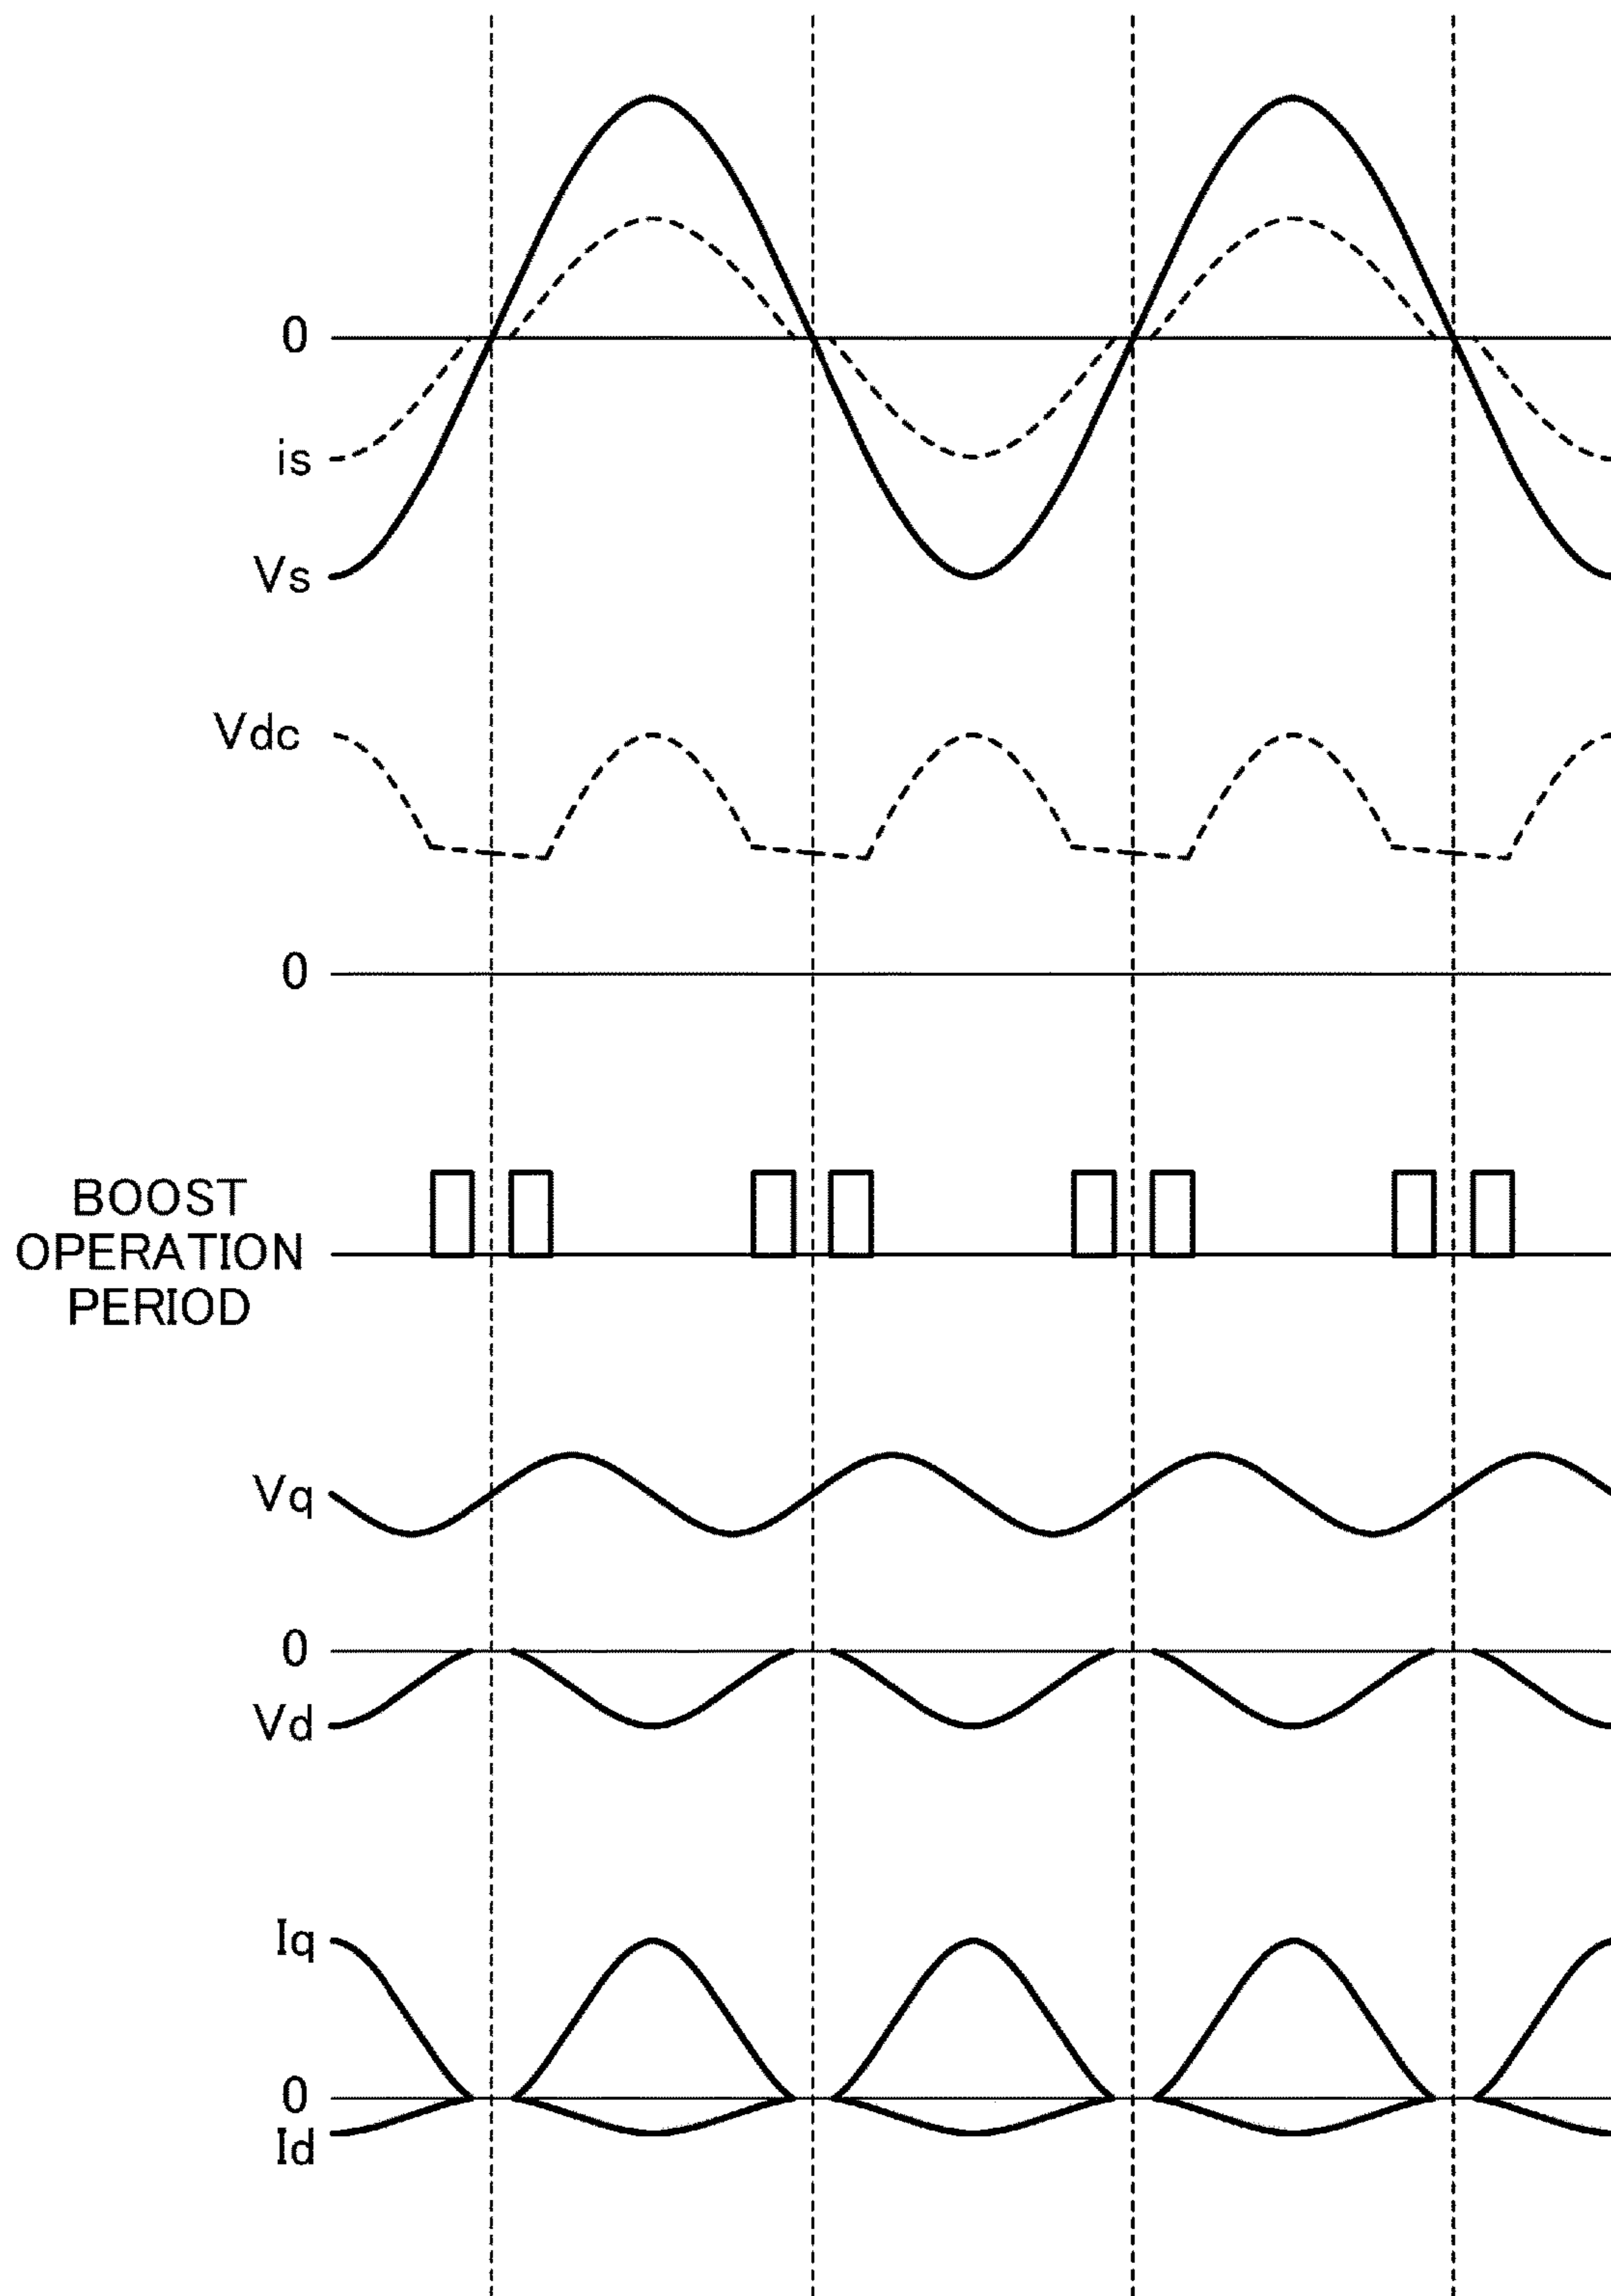 0
is
Vs
Vdc
0
BOOST
OPERATION
PERIOD
Vq
0
Vd
Iq
0
Id